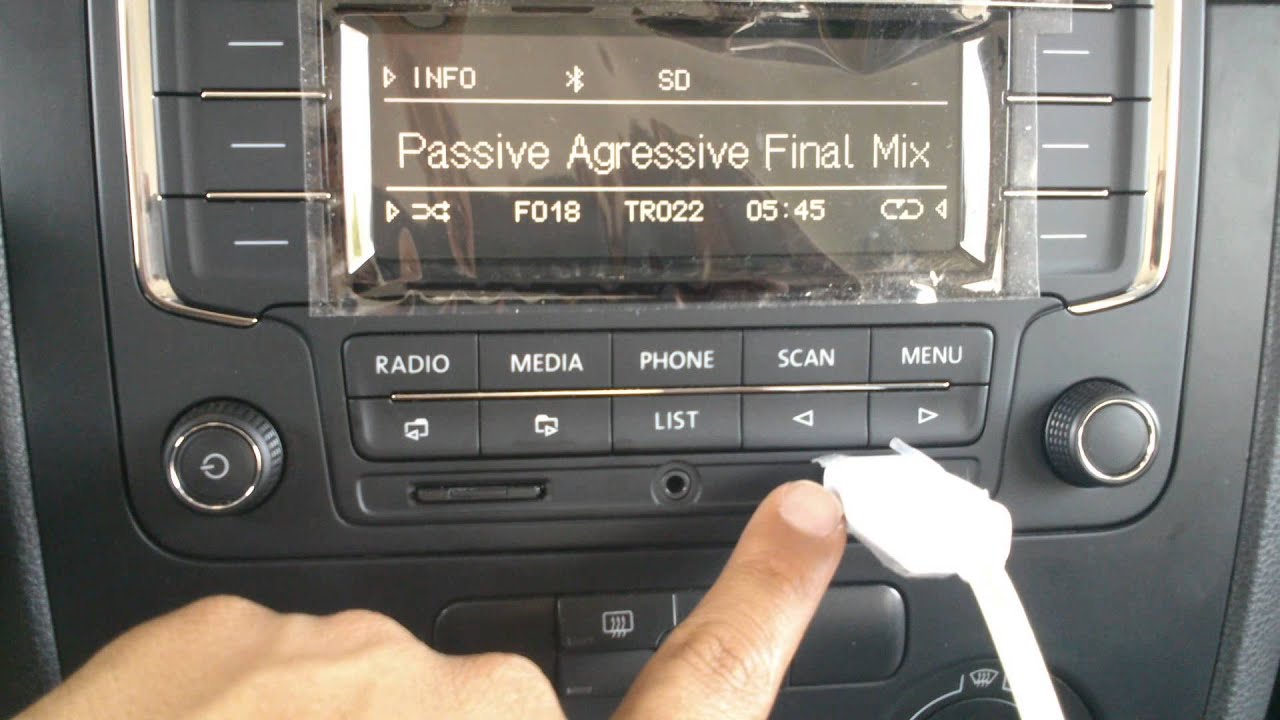 INFO SD
Passive Agressive Final Mix
F018 TR022 05:45
RADIO MEDIA PHONE SCAN MENU
LIST